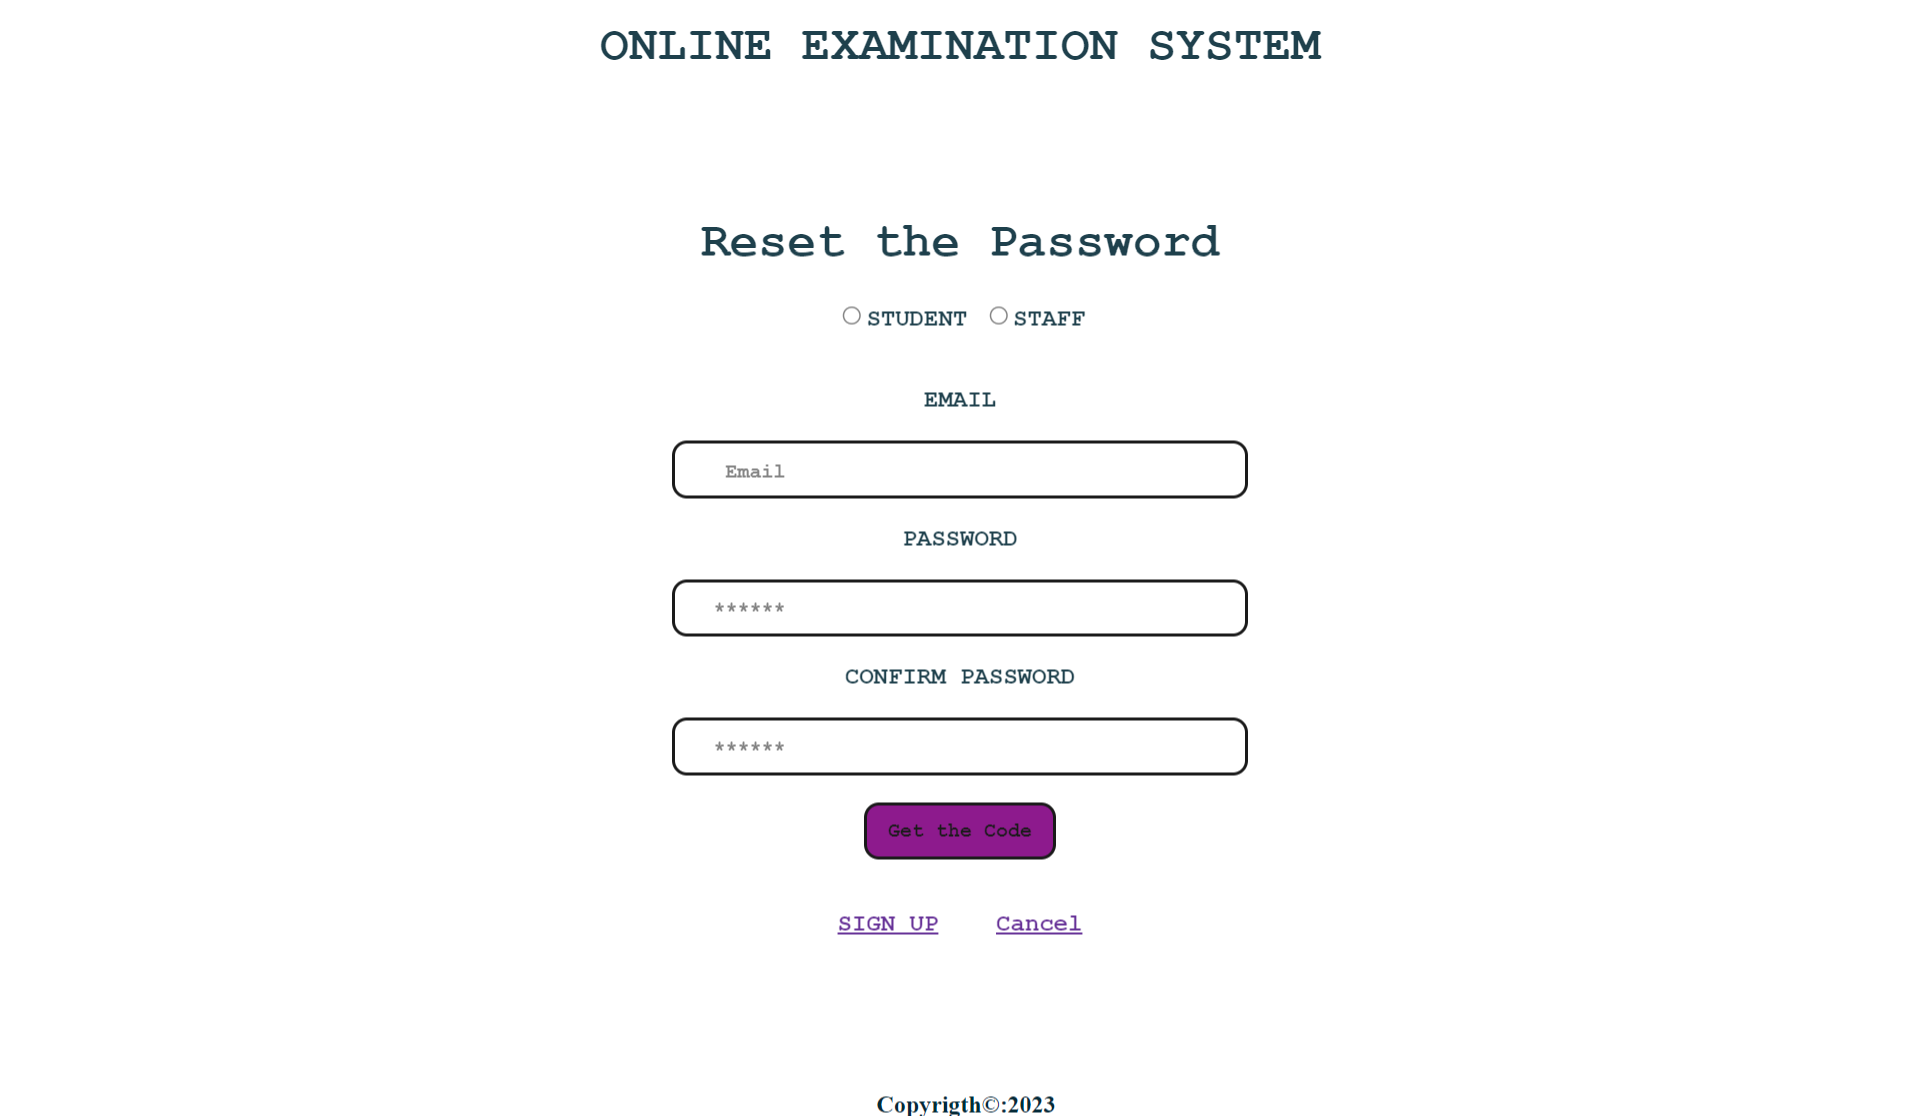 ONLINE EXAMINATION SYSTEM
Reset the Password
STUDENT STAFF
EMAIL
Email
PASSWORD
******
CONFIRM PASSWORD
******
Get the Code
SIGN UP Cancel
Copyrigth©:2023